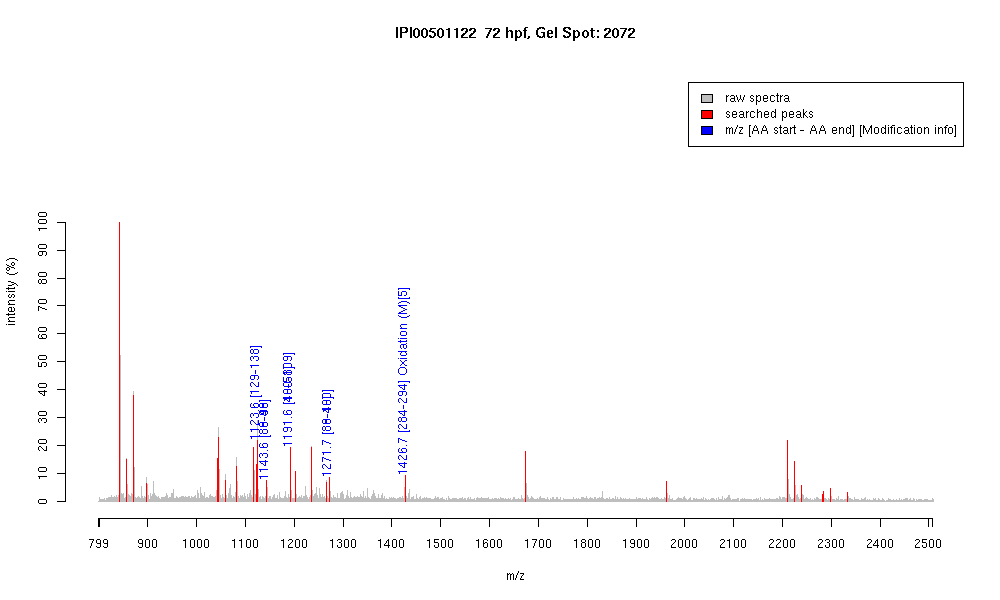 IPI00501122 72 hpf, Gel Spot: 2072
raw spectra
searched peaks
m/z [AA start - AA end] [Modification info]
intensity (%)
100
90
80
70
60
50
40
30
20
10
0
1123.6 [129-138]
1143.6
1191.6
1271.7
1426.7 [284-294] Oxidation (M)[5]
799 900 1000 1100 1200 1300 1400 1500 1600 1700 1800 1900 2000 2100 2200 2300 2400 2500
m/z